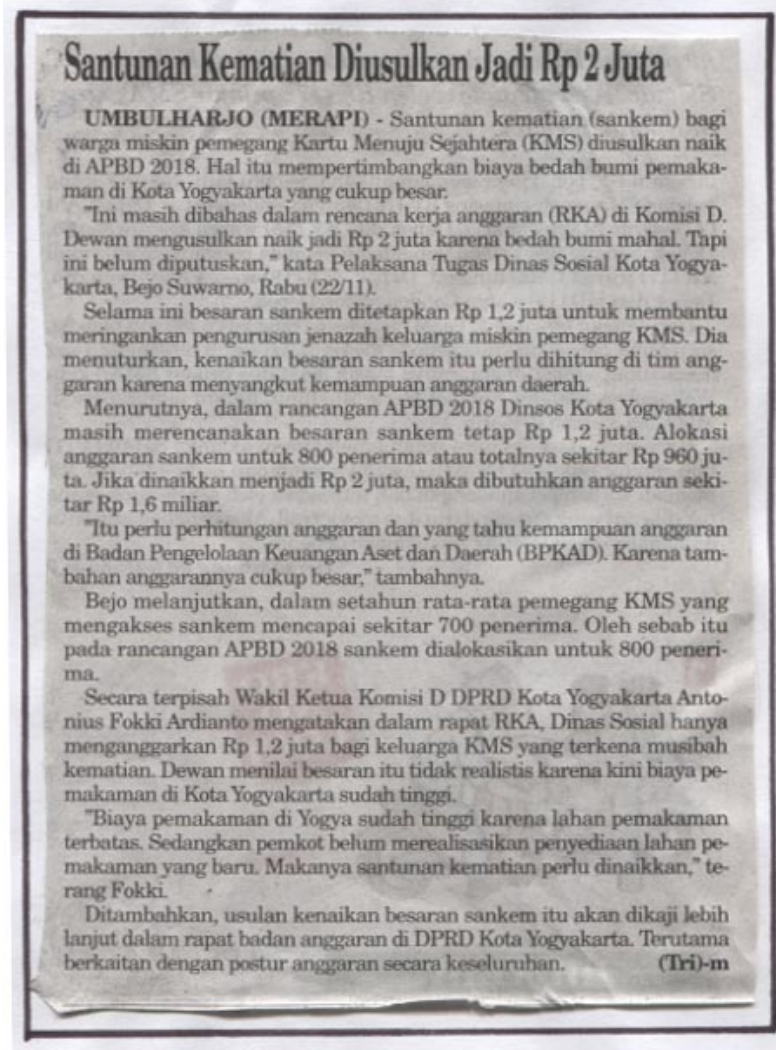 Santunan Kematian Diusulkan Jadi Rp 2 Juta
UMBULHARJO (MERAPI) - Santunan kematian (sankem) bagi
warga miskin pemegang Kartu Menuju Sejahtera (KMS) diusulkan naik
di APBD 2018. Hal itu mempertimbangkan biaya bedah bumi pemaka-
man di Kota Yogyakarta yang cukup besar.
"Ini masih dibahas dalam rencana kerja anggaran (RKA) di Komisi D.
Dewan mengusulkan naik jadi Rp 2 juta karena bedah bumi mahal. Tapi
ini belum diputuskan," kata Pelaksana Tugas Dinas Sosial Kota Yogya-
karta, Bejo Suwarno, Rabu (22/11).
Selama ini besaran sankem ditetapkan Rp 1,2 juta untuk membantu
meringankan pengurusan jenazah keluarga miskin pemegang KMS. Dia
menuturkan, kenaikan besaran sankem itu perlu dihitung di tim ang-
garan karena menyangkut kemampuan anggaran daerah.
Menurutnya, dalam rancangan APBD 2018 Dinsos Kota Yogyakarta
masih merencanakan besaran sankem tetap Rp 1,2 juta. Alokasi
anggaran sankem untuk 800 penerima atau totalnya sekitar Rp 960 ju-
ta. Jika dinaikkan menjadi Rp 2 juta, maka dibutuhkan anggaran seki-
tar Rp 1,6 miliar.
"Itu perlu perhitungan anggaran dan yang tahu kemampuan anggaran
di Badan Pengelolaan Keuangan Aset dan Daerah (BPKAD). Karena tam-
bahan anggarannya cukup besar," tambahnya.
Bejo melanjutkan, dalam setahun rata-rata pemegang KMS yang
mengakses sankem mencapai sekitar 700 penerima. Oleh sebab itu
pada rancangan APBD 2018 sankem dialokasikan untuk 800 peneri-
ma.
Secara terpisah Wakil Ketua Komisi D DPRD Kota Yogyakarta Anto-
nius Fokki Ardianto mengatakan dalam rapat RKA, Dinas Sosial hanya
menganggarkan Rp 1,2 juta bagi keluarga KMS yang terkena musibah
kematian. Dewan menilai besaran itu tidak realistis karena kini biaya pe-
makaman di Kota Yogyakarta sudah tinggi.
"Biaya pemakaman di Yogya sudah tinggi karena lahan pemakaman
terbatas. Sedangkan pemkot belum merealisasikan penyediaan lahan pe-
makaman yang baru. Makanya santunan kematian perlu dinaikkan," te-
rang Fokki.
Ditambahkan, usulan kenaikan besaran sankem itu akan dikaji lebih
lanjut dalam rapat badan anggaran di DPRD Kota Yogyakarta. Terutama
berkaitan dengan postur anggaran secara keseluruhan. (Tri)-m